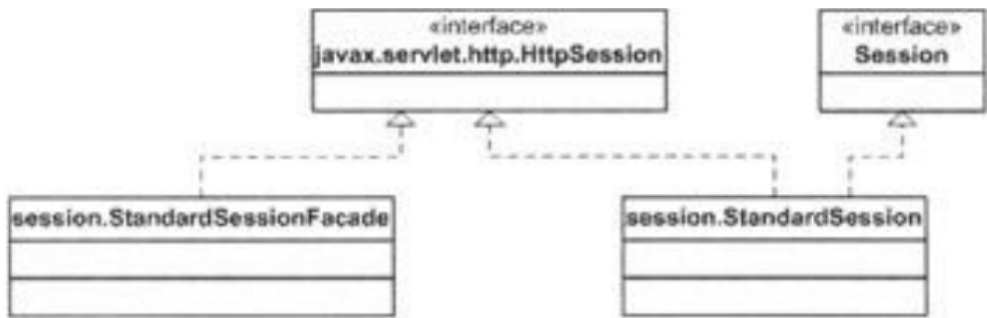 «interface»
javax.servlet.http.HttpSession
«interface»
Session
session.StandardSessionFacade
session.StandardSession